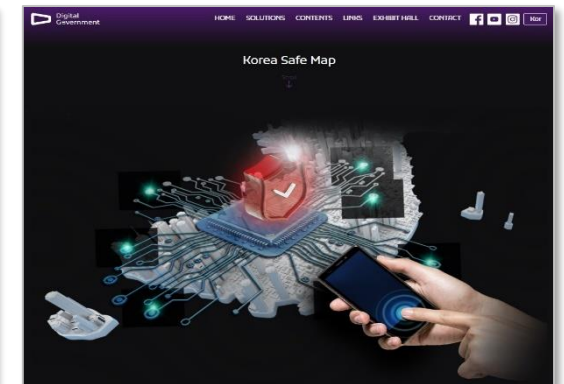 Digital
Government
HOME SOLUTIONS CONTENTS LINKS EXHIBIT HALL CONTACT Kor
Korea Safe Map